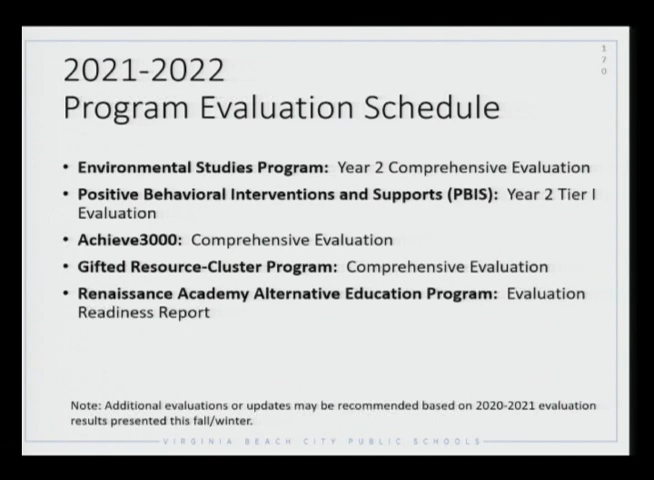 1
7
0
2021-2022
Program Evaluation Schedule
• Environmental Studies Program: Year 2 Comprehensive Evaluation
• Positive Behavioral Interventions and Supports (PBIS): Year 2 Tier I
Evaluation
• Achieve3000: Comprehensive Evaluation
• Gifted Resource-Cluster Program: Comprehensive Evaluation
• Renaissance Academy Alternative Education Program: Evaluation
Readiness Report
Note: Additional evaluations or updates may be recommended based on 2020-2021 evaluation
results presented this fall/winter.
VIRGINIA BEACH CITY PUBLIC SCHOOLS